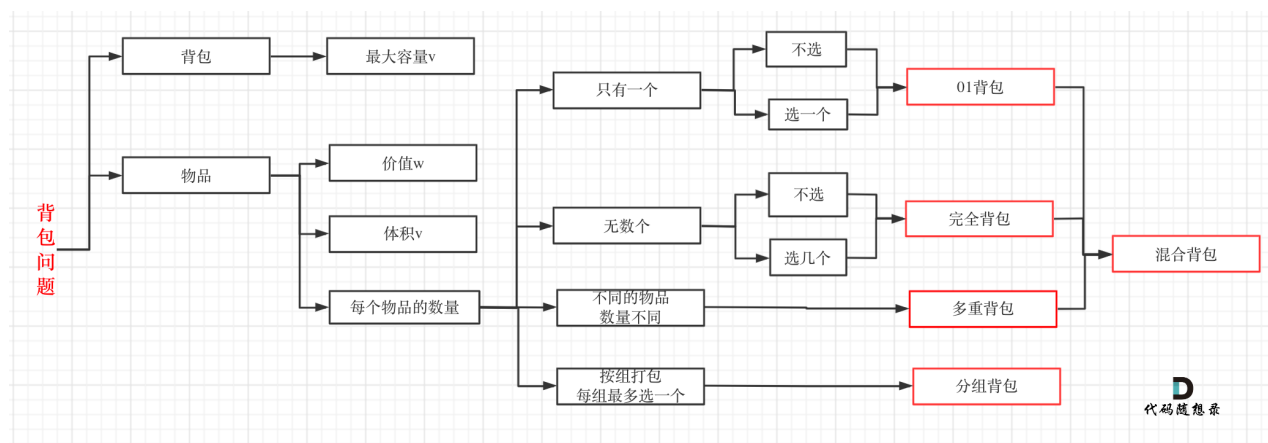 背包问题
背包
最大容量v
物品
价值w
体积v
每个物品的数量
只有一个
不选
选一个
01背包
无数个
不选
选几个
完全背包
不同的物品
数量不同
多重背包
混合背包
按组打包
每组最多选一个
分组背包
代码随想录